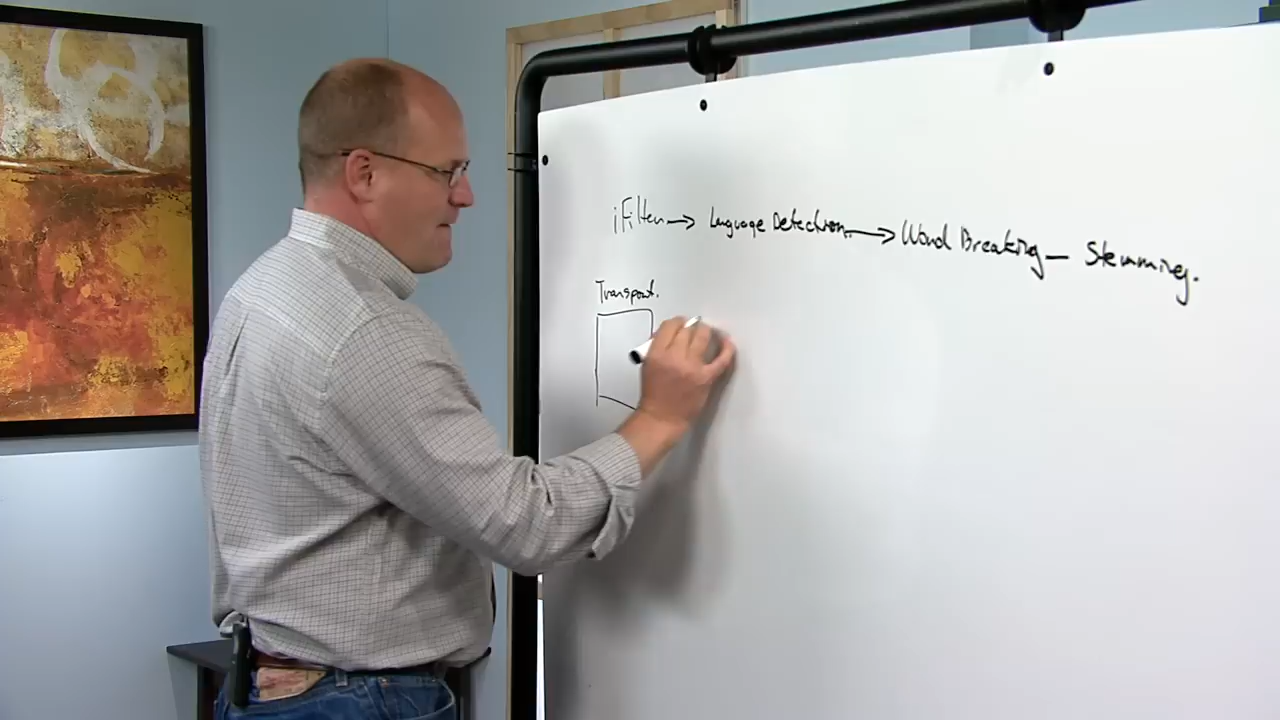 iFilter → Language Detection → Word Breaking — Stemming.
Transport.